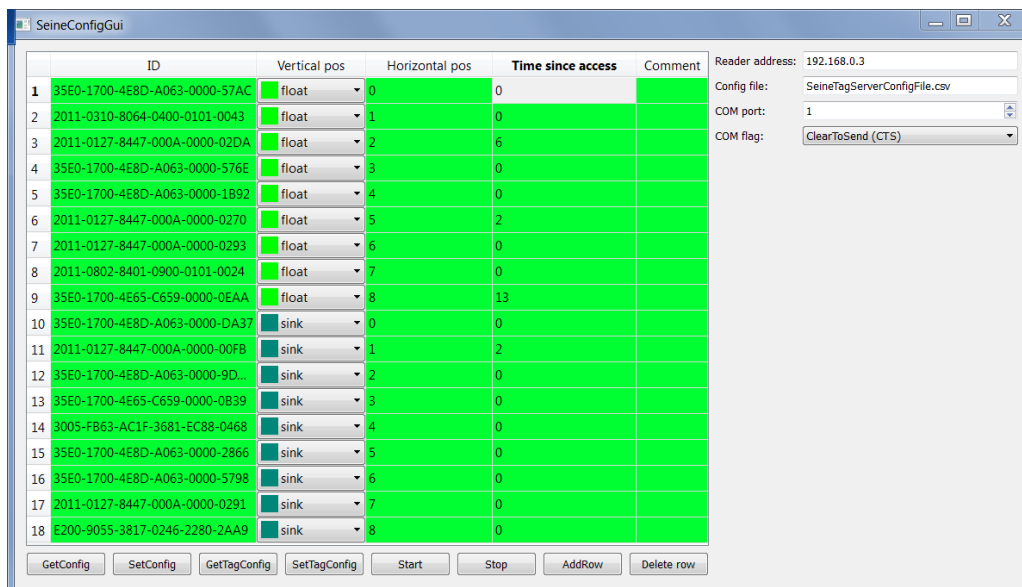 SeineConfigGui
ID Vertical pos Horizontal pos Time since access Comment
1 35E0-1700-4E8D-A063-0000-57AC float 0 0
2 2011-0310-8064-0400-0101-0043 float 1 0
3 2011-0127-8447-000A-0000-02DA float 2 6
4 35E0-1700-4E8D-A063-0000-576E float 3 0
5 35E0-1700-4E8D-A063-0000-1B92 float 4 0
6 2011-0127-8447-000A-0000-0270 float 5 2
7 2011-0127-8447-000A-0000-0293 float 6 0
8 2011-0802-8401-0900-0101-0024 float 7 0
9 35E0-1700-4E65-C659-0000-0EAA float 8 13
10 35E0-1700-4E8D-A063-0000-DA37 sink 0 0
11 2011-0127-8447-000A-0000-00FB sink 1 2
12 35E0-1700-4E8D-A063-0000-9D... sink 2 0
13 35E0-1700-4E65-C659-0000-0B39 sink 3 0
14 3005-FB63-AC1F-3681-EC88-0468 sink 4 0
15 35E0-1700-4E8D-A063-0000-2866 sink 5 0
16 35E0-1700-4E8D-A063-0000-5798 sink 6 0
17 2011-0127-8447-000A-0000-0291 sink 7 0
18 E200-9055-3817-0246-2280-2AA9 sink 8 0
Reader address: 192.168.0.3
Config file: SeineTagServerConfigFile.csv
COM port: 1
COM flag: ClearToSend (CTS)
GetConfig SetConfig GetTagConfig SetTagConfig Start Stop AddRow Delete row